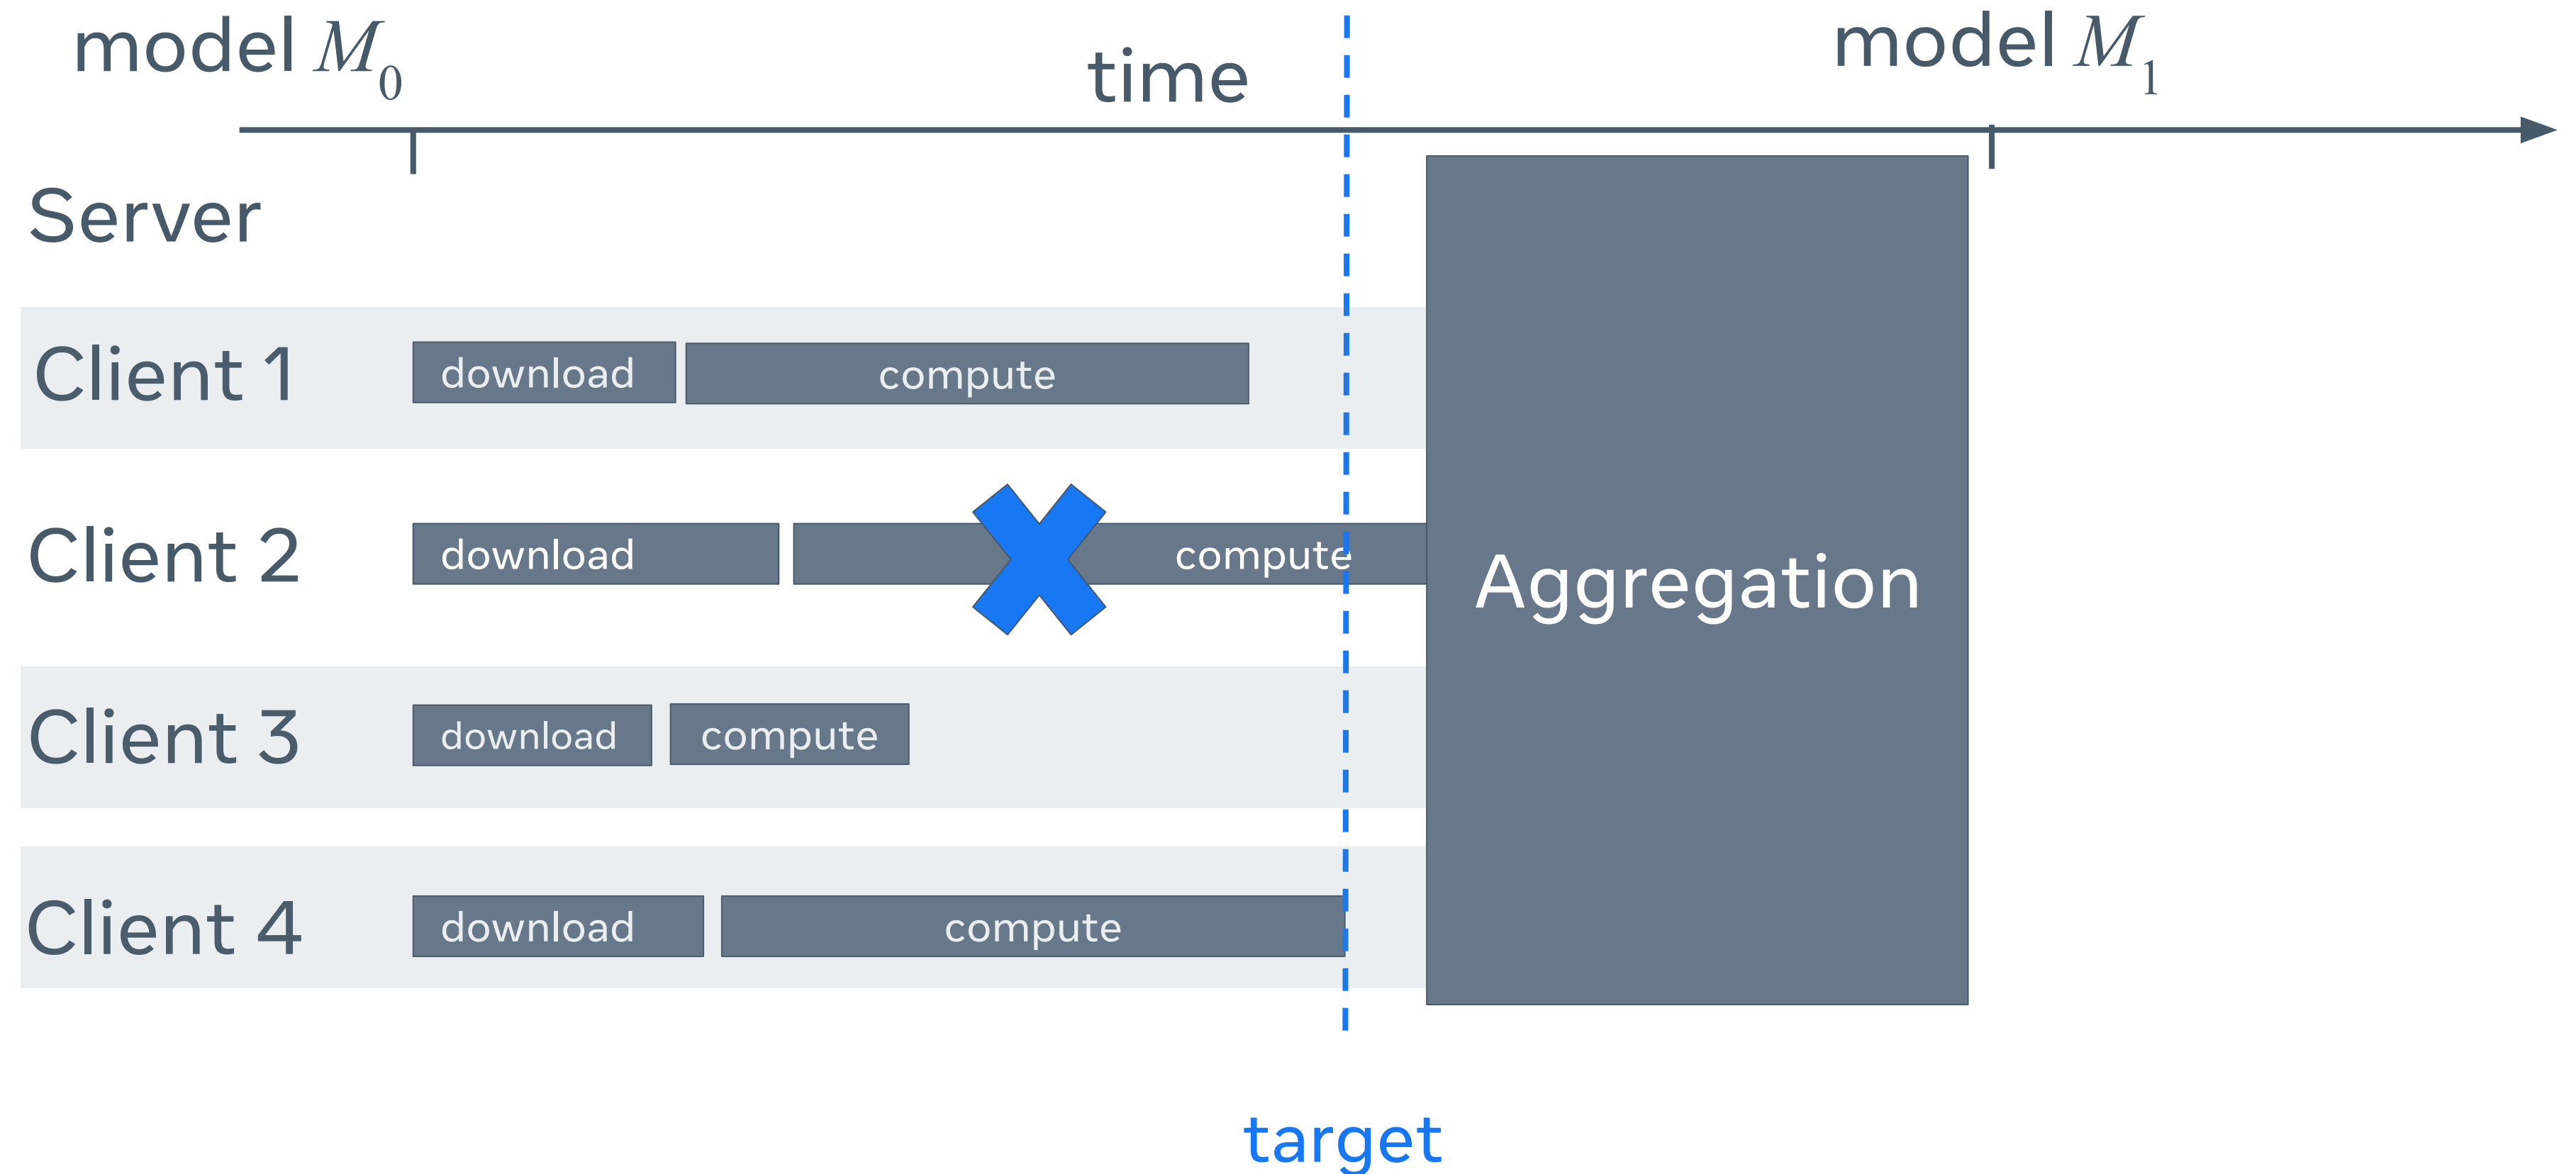 model M0
time
model M1
Server
Client 1
download
compute
Client 2
download
compute
Aggregation
Client 3
download
compute
Client 4
download
compute
target